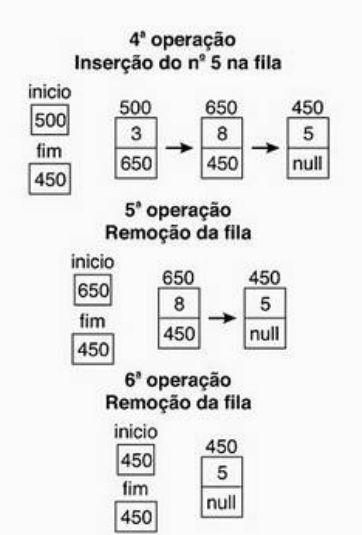 4ª operação
Inserção do nº 5 na fila
inicio
500
fim
450
500
3
650
650
8
450
450
5
null
5ª operação
Remoção da fila
inicio
650
fim
450
650
8
450
450
5
null
6ª operação
Remoção da fila
inicio
450
fim
450
450
5
null